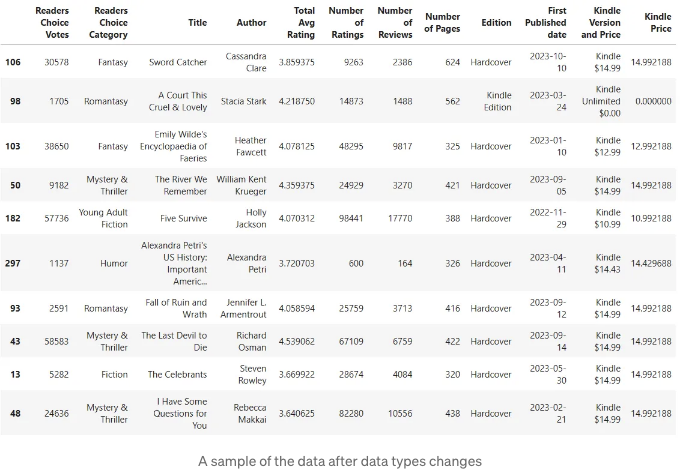 Readers Choice Votes | Readers Choice Category | Title | Author | Total Avg Rating | Number of Ratings | Number of Reviews | Number of Pages | Edition | First Published date | Kindle Version and Price | Kindle Price
106 | 30578 | Fantasy | Sword Catcher | Cassandra Clare | 3.859375 | 9263 | 2386 | 624 | Hardcover | 2023-10-10 | Kindle $14.99 | 14.992188
98 | 1705 | Romantasy | A Court This Cruel & Lovely | Stacia Stark | 4.218750 | 14873 | 1488 | 562 | Kindle Edition | 2023-03-24 | Kindle Unlimited $0.00 | 0.000000
103 | 38650 | Fantasy | Emily Wilde's Encyclopaedia of Faeries | Heather Fawcett | 4.078125 | 48295 | 9817 | 325 | Hardcover | 2023-01-10 | Kindle $12.99 | 12.992188
50 | 9182 | Mystery & Thriller | The River We Remember | William Kent Krueger | 4.359375 | 24929 | 3270 | 421 | Hardcover | 2023-09-05 | Kindle $14.99 | 14.992188
182 | 57736 | Young Adult Fiction | Five Survive | Holly Jackson | 4.070312 | 98441 | 17770 | 388 | Hardcover | 2022-11-29 | Kindle $10.99 | 10.992188
297 | 1137 | Humor | Alexandra Petri's US History: Important Americ... | Alexandra Petri | 3.720703 | 600 | 164 | 326 | Hardcover | 2023-04-11 | Kindle $14.43 | 14.429688
93 | 2591 | Romantasy | Fall of Ruin and Wrath | Jennifer L. Armentrout | 4.058594 | 25759 | 3713 | 416 | Hardcover | 2023-09-12 | Kindle $14.99 | 14.992188
43 | 58583 | Mystery & Thriller | The Last Devil to Die | Richard Osman | 4.539062 | 67109 | 6759 | 422 | Hardcover | 2023-09-14 | Kindle $14.99 | 14.992188
13 | 5282 | Fiction | The Celebrants | Steven Rowley | 3.669922 | 28674 | 4084 | 320 | Hardcover | 2023-05-30 | Kindle $14.99 | 14.992188
48 | 24636 | Mystery & Thriller | I Have Some Questions for You | Rebecca Makkai | 3.640625 | 82280 | 10556 | 438 | Hardcover | 2023-02-21 | Kindle $14.99 | 14.992188
A sample of the data after data types changes